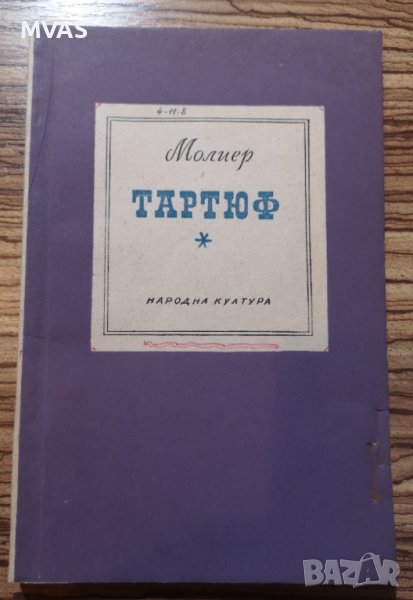 MVAS
4-11-8
Молиер
ТАРТЮФ
*
НАРОДНА КУЛТУРА
BAZAR